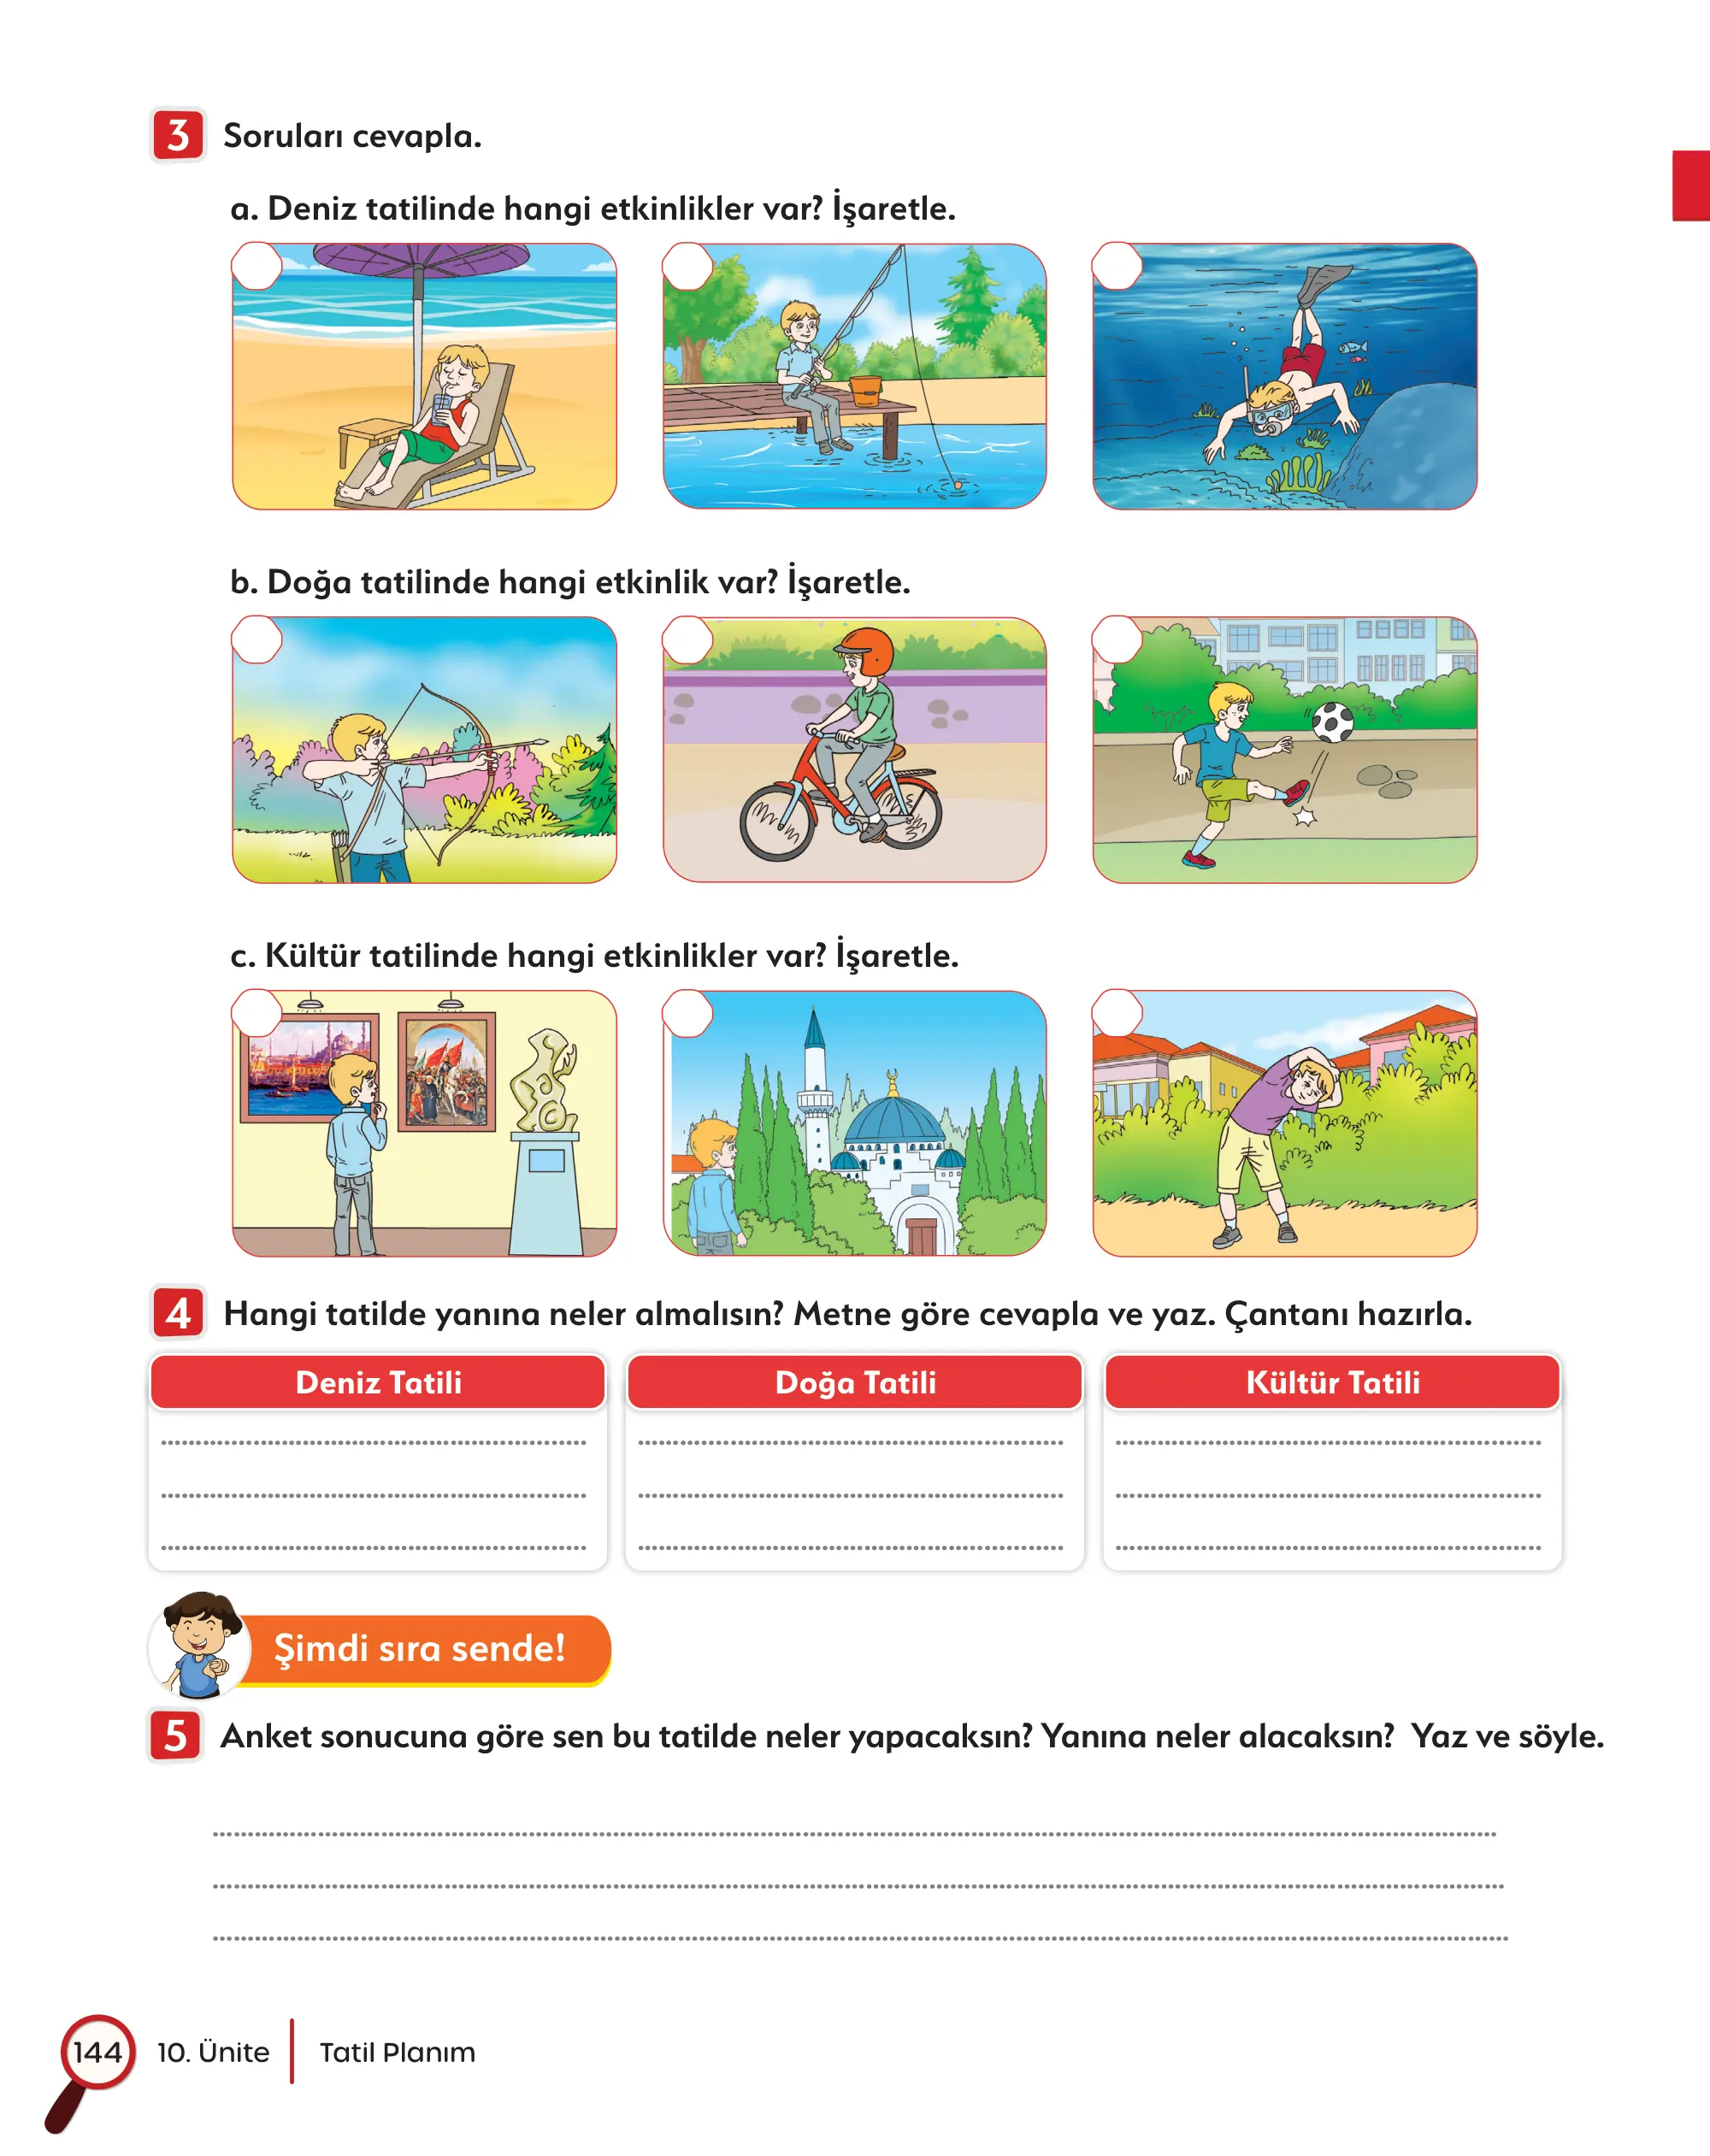 3 Soruları cevapla.
a. Deniz tatilinde hangi etkinlikler var? İşaretle.
b. Doğa tatilinde hangi etkinlik var? İşaretle.
c. Kültür tatilinde hangi etkinlikler var? İşaretle.
4 Hangi tatilde yanına neler almalısın? Metne göre cevapla ve yaz. Çantanı hazırla.
Deniz Tatili
Doğa Tatili
Kültür Tatili
Şimdi sıra sende!
5 Anket sonucuna göre sen bu tatilde neler yapacaksın? Yanına neler alacaksın? Yaz ve söyle.
144 10. Ünite Tatil Planım